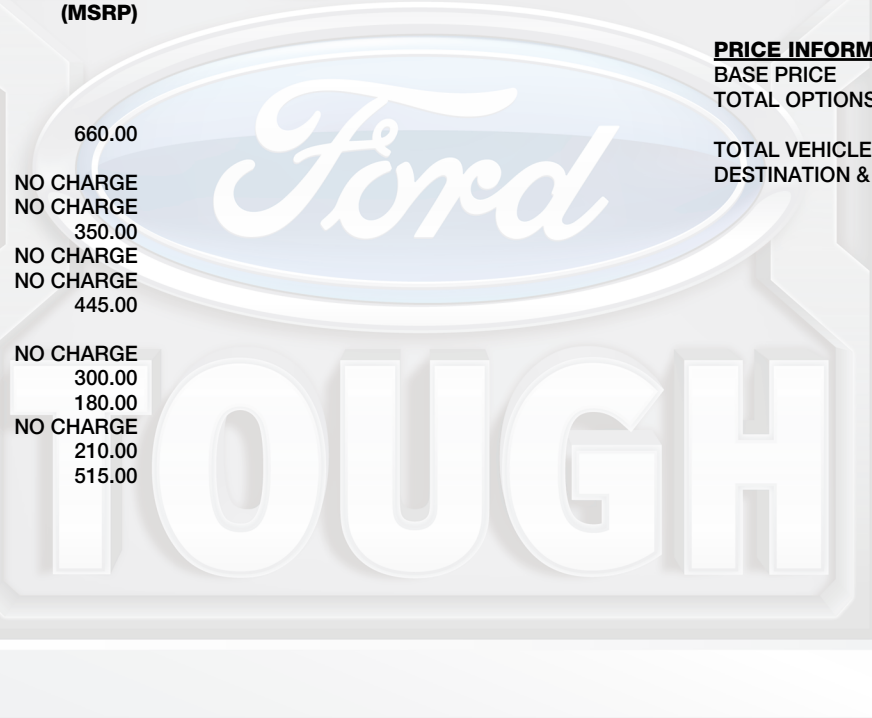 (MSRP)
660.00
NO CHARGE
NO CHARGE
350.00
NO CHARGE
NO CHARGE
445.00
NO CHARGE
300.00
180.00
NO CHARGE
210.00
515.00
PRICE INFORM
BASE PRICE
TOTAL OPTIONS
TOTAL VEHICLE
DESTINATION &
Ford
TOUGH